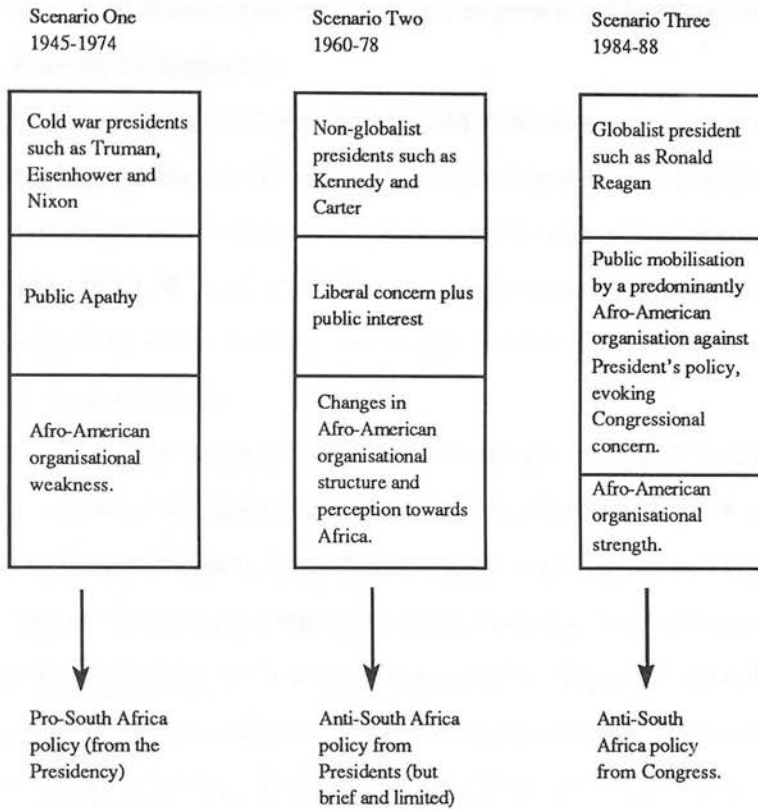 Scenario One
1945-1974
Cold war presidents
such as Truman,
Eisenhower and
Nixon
Public Apathy
Afro-American
organisational
weakness.
Pro-South Africa
policy (from the
Presidency)
Scenario Two
1960-78
Non-globalist
presidents such as
Kennedy and
Carter
Liberal concern plus
public interest
Changes in
Afro-American
organisational
structure and
perception towards
Africa.
Anti-South Africa
policy from
Presidents (but
brief and limited)
Scenario Three
1984-88
Globalist president
such as Ronald
Reagan
Public mobilisation
by a predominantly
Afro-American
organisation against
President's policy,
evoking
Congressional
concern.
Afro-American
organisational
strength.
Anti-South
Africa policy
from Congress.